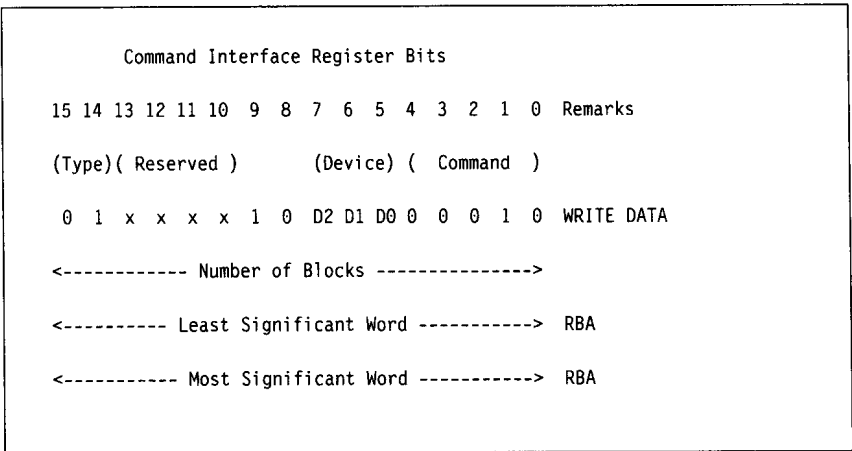 Command Interface Register Bits
15 14 13 12 11 10 9 8 7 6 5 4 3 2 1 0 Remarks
(Type)( Reserved ) (Device) ( Command )
0 1 x x x x 1 0 D2 D1 D0 0 0 0 1 0 WRITE DATA
<------------ Number of Blocks --------------->
<---------- Least Significant Word -----------> RBA
<----------- Most Significant Word -----------> RBA